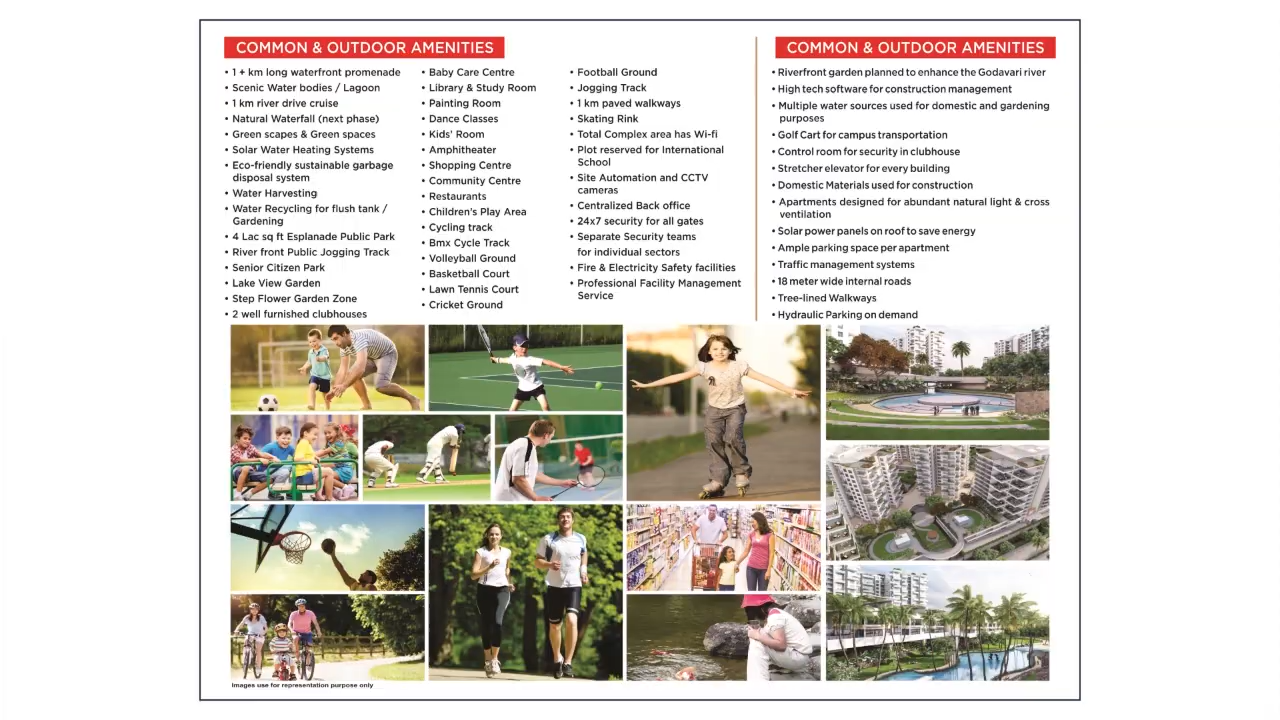 COMMON & OUTDOOR AMENITIES
• 1 + km long waterfront promenade
• Scenic Water bodies / Lagoon
• 1 km river drive cruise
• Natural Waterfall (next phase)
• Green scapes & Green spaces
• Solar Water Heating Systems
• Eco-friendly sustainable garbage
disposal system
• Water Harvesting
• Water Recycling for flush tank /
Gardening
• 4 Lac sq ft Esplanade Public Park
• River front Public Jogging Track
• Senior Citizen Park
• Lake View Garden
• Step Flower Garden Zone
• 2 well furnished clubhouses
• Baby Care Centre
• Library & Study Room
• Painting Room
• Dance Classes
• Kids' Room
• Amphitheater
• Shopping Centre
• Community Centre
• Restaurants
• Children's Play Area
• Cycling track
• Bmx Cycle Track
• Volleyball Ground
• Basketball Court
• Lawn Tennis Court
• Cricket Ground
• Football Ground
• Jogging Track
• 1 km paved walkways
• Skating Rink
• Total Complex area has Wi-fi
• Plot reserved for International
School
• Site Automation and CCTV
cameras
• Centralized Back office
• 24x7 security for all gates
• Separate Security teams
for individual sectors
• Fire & Electricity Safety facilities
• Professional Facility Management
Service
COMMON & OUTDOOR AMENITIES
• Riverfront garden planned to enhance the Godavari river
• High tech software for construction management
• Multiple water sources used for domestic and gardening
purposes
• Golf Cart for campus transportation
• Control room for security in clubhouse
• Stretcher elevator for every building
• Domestic Materials used for construction
• Apartments designed for abundant natural light & cross
ventilation
• Solar power panels on roof to save energy
• Ample parking space per apartment
• Traffic management systems
• 18 meter wide internal roads
• Tree-lined Walkways
• Hydraulic Parking on demand
Images use for representation purpose only